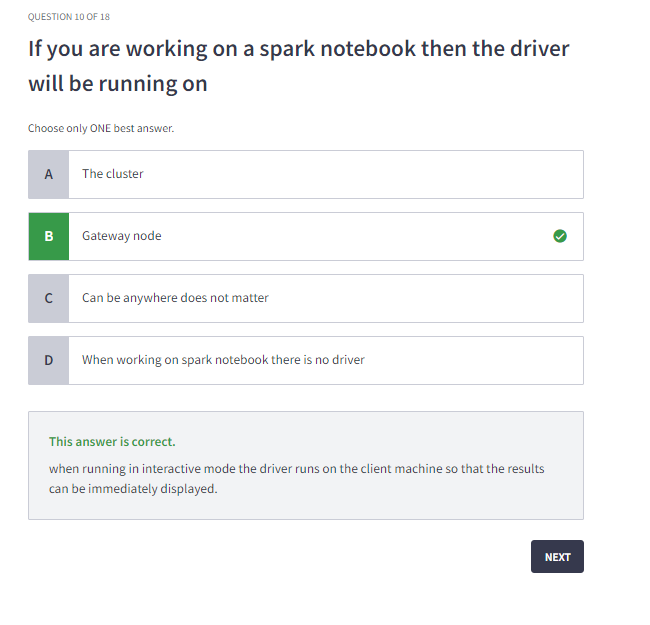 QUESTION 10 OF 18
If you are working on a spark notebook then the driver
will be running on
Choose only ONE best answer.
A
The cluster
B
Gateway node
C
Can be anywhere does not matter
D
When working on spark notebook there is no driver
This answer is correct.
when running in interactive mode the driver runs on the client machine so that the results
can be immediately displayed.
NEXT